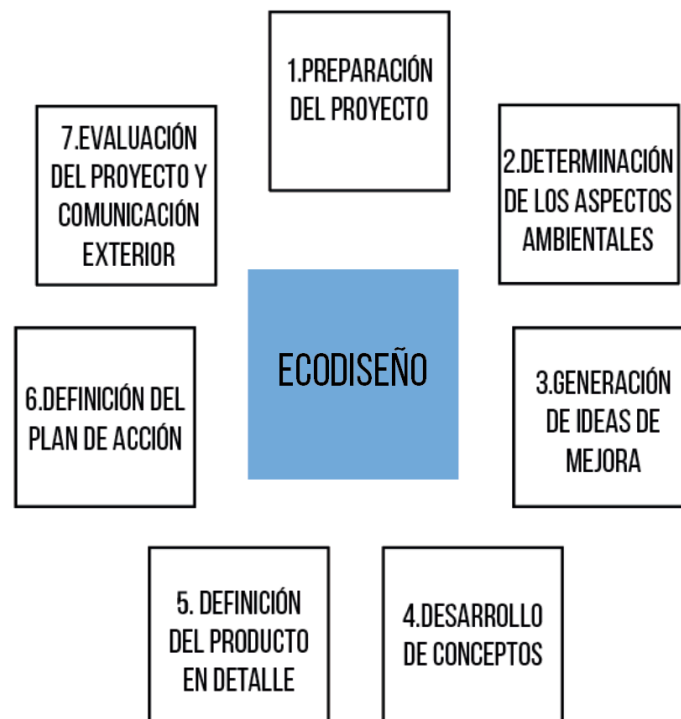 1.PREPARACIÓN
DEL PROYECTO
2.DETERMINACIÓN
DE LOS ASPECTOS
AMBIENTALES
3.GENERACIÓN
DE IDEAS DE
MEJORA
4.DESARROLLO
DE CONCEPTOS
5. DEFINICIÓN
DEL PRODUCTO
EN DETALLE
6.DEFINICIÓN DEL
PLAN DE ACCIÓN
7.EVALUACIÓN
DEL PROYECTO Y
COMUNICACIÓN
EXTERIOR
ECODISEÑO